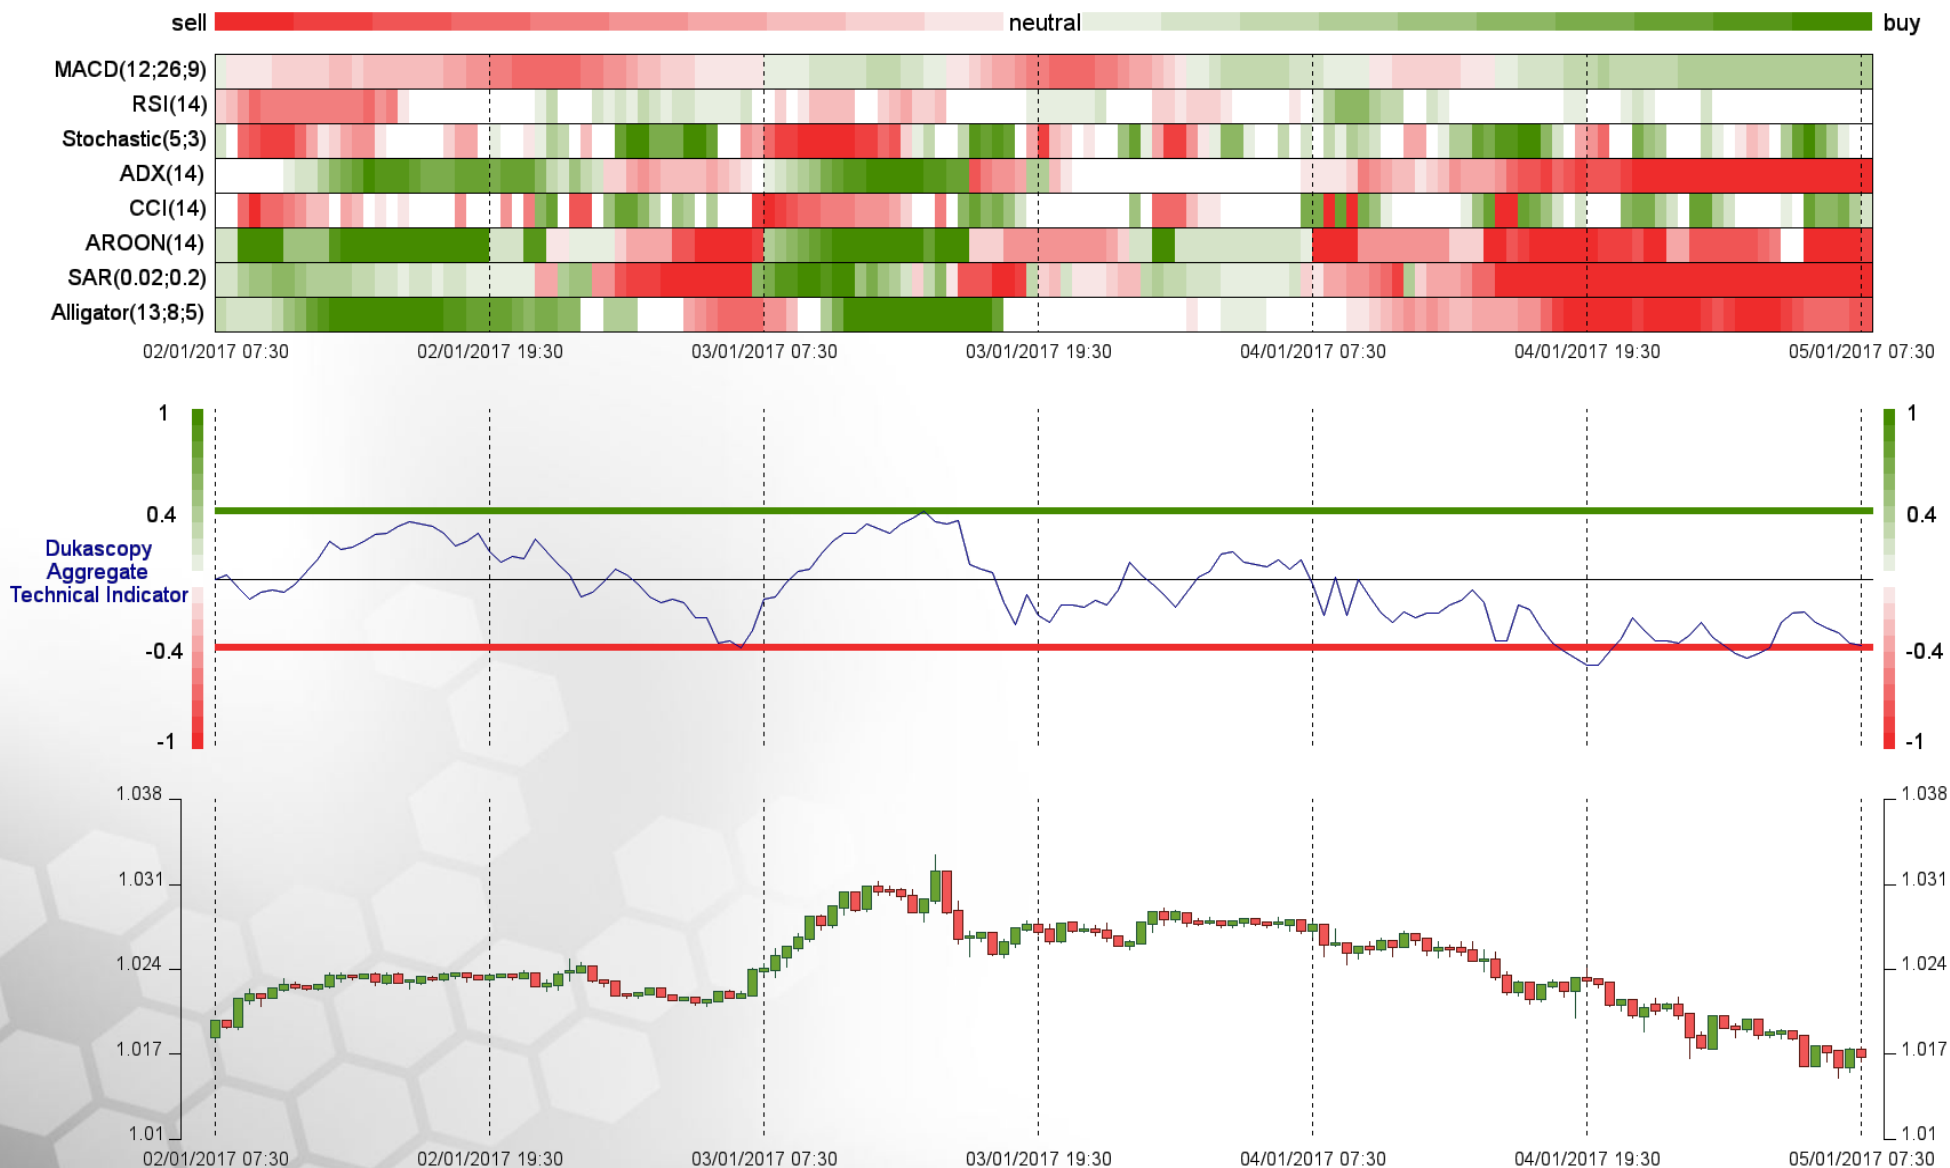 sell neutral buy
MACD(12;26;9)
RSI(14)
Stochastic(5;3)
ADX(14)
CCI(14)
AROON(14)
SAR(0.02;0.2)
Alligator(13;8;5)
02/01/2017 07:30 02/01/2017 19:30 03/01/2017 07:30 03/01/2017 19:30 04/01/2017 07:30 04/01/2017 19:30 05/01/2017 07:30
1 1
0.4 0.4
Dukascopy
Aggregate
Technical Indicator
-0.4 -0.4
-1 -1
1.038 1.038
1.031 1.031
1.024 1.024
1.017 1.017
1.01 1.01
02/01/2017 07:30 02/01/2017 19:30 03/01/2017 07:30 03/01/2017 19:30 04/01/2017 07:30 04/01/2017 19:30 05/01/2017 07:30